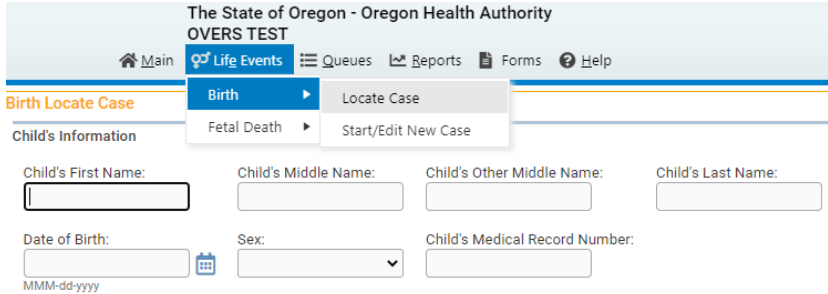 The State of Oregon - Oregon Health Authority
OVERS TEST
Main Life Events Queues Reports Forms Help
Birth
Locate Case
Fetal Death
Start/Edit New Case
Birth Locate Case
Child's Information
Child's First Name: Child's Middle Name: Child's Other Middle Name: Child's Last Name:
Date of Birth: Sex: Child's Medical Record Number:
MMM-dd-yyyy